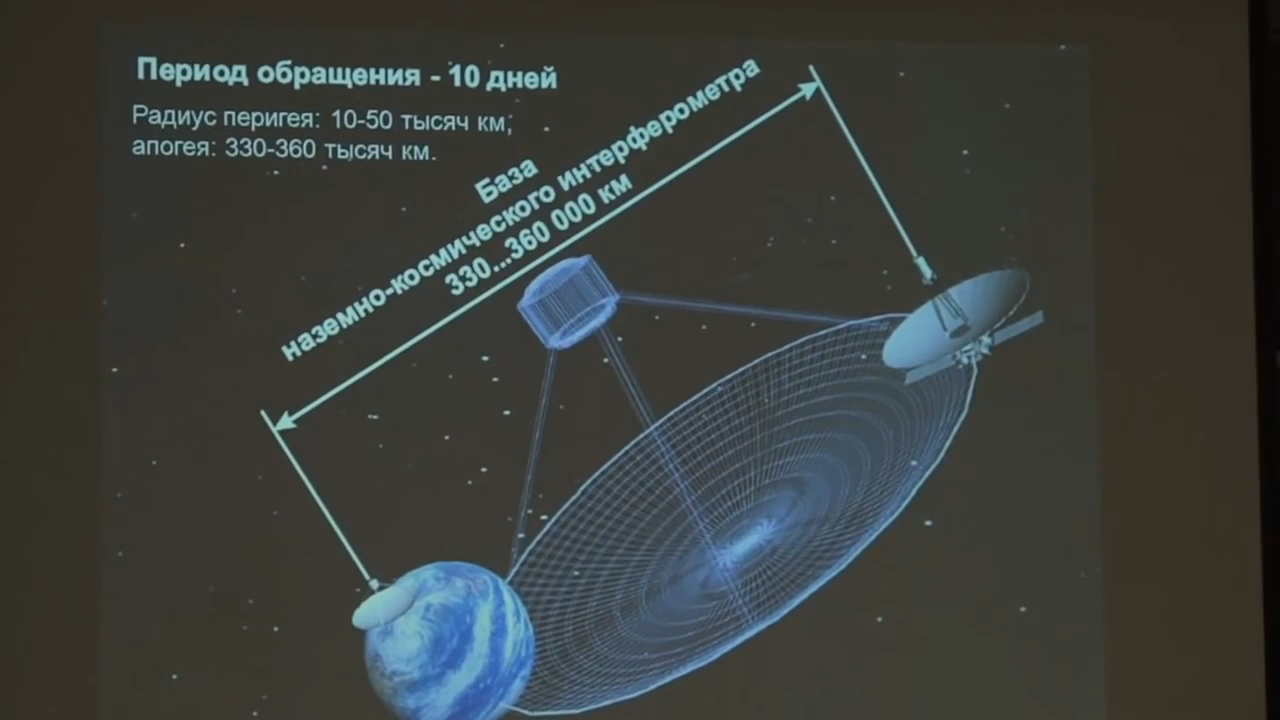 Период обращения - 10 дней
Радиус перигея: 10-50 тысяч км;
апогея: 330-360 тысяч км.
База
наземно-космического интерферометра
330...360 000 км